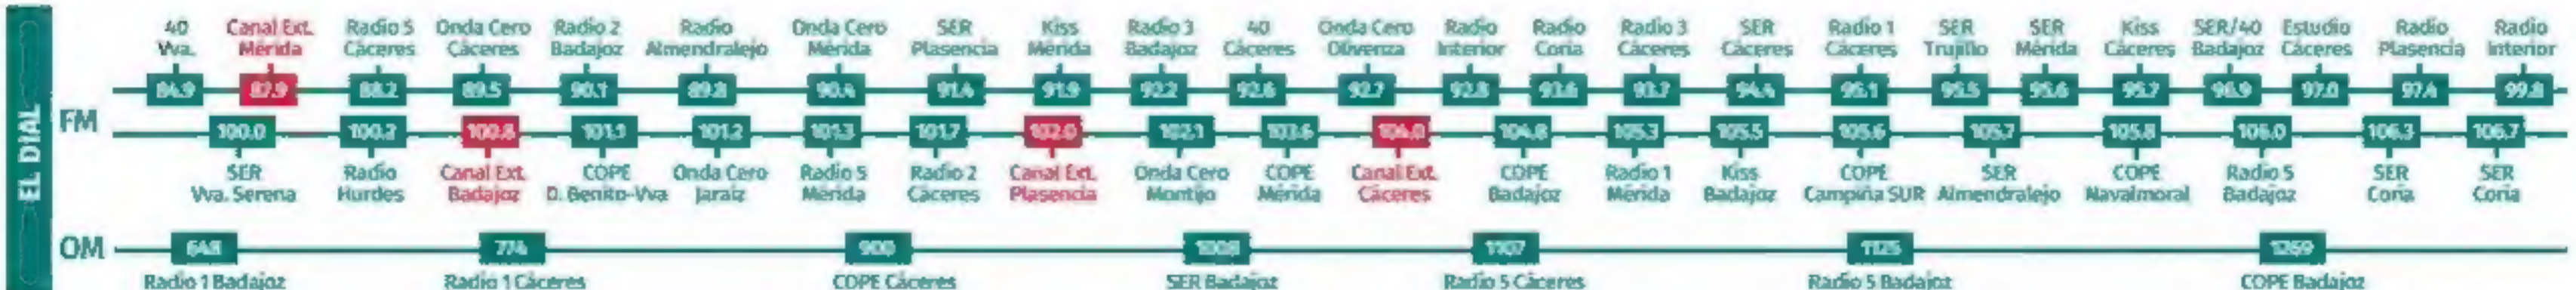 EL DIAL
40 Canal Ext. Radio 5 Onda Cero Radio 2 Radio Onda Cero SER Kiss Radio 3 40 Onda Cero Radio Radio Radio 3 SER Radio 1 SER SER Kiss SER/40 Estudio Radio Radio
Vva. Mérida Cáceres Cáceres Badajoz Almendralejo Mérida Plasencia Mérida Badajoz Cáceres Olivenza Interior Coria Cáceres Cáceres Cáceres Trujillo Mérida Cáceres Badajoz Cáceres Plasencia Interior
84.9 87.9 88.2 89.5 90.1 89.8 90.4 91.4 91.9 92.2 92.6 92.7 92.8 93.6 93.7 94.4 95.1 95.5 95.6 95.7 96.9 97.0 97.4 99.8
FM
100.0 100.2 100.8 101.1 101.2 101.3 101.7 102.0 102.1 103.6 104.0 104.8 105.3 105.5 105.6 105.7 105.8 106.0 106.3 106.7
SER Radio Canal Ext. COPE Onda Cero Radio 5 Radio 2 Canal Ext. Onda Cero COPE Canal Ext. COPE Radio 1 Kiss COPE SER COPE Radio 5 SER SER
Vva. Serena Hurdes Badajoz D. Benito-Vva Jaraiz Mérida Cáceres Plasencia Montijo Mérida Cáceres Badajoz Mérida Badajoz Campiña SUR Almendralejo Navalmoral Badajoz Coria Coria
OM 648 774 900 1008 1107 1125 1269
Radio 1 Badajoz Radio 1 Cáceres COPE Cáceres SER Badajoz Radio 5 Cáceres Radio 5 Badajoz COPE Badajoz